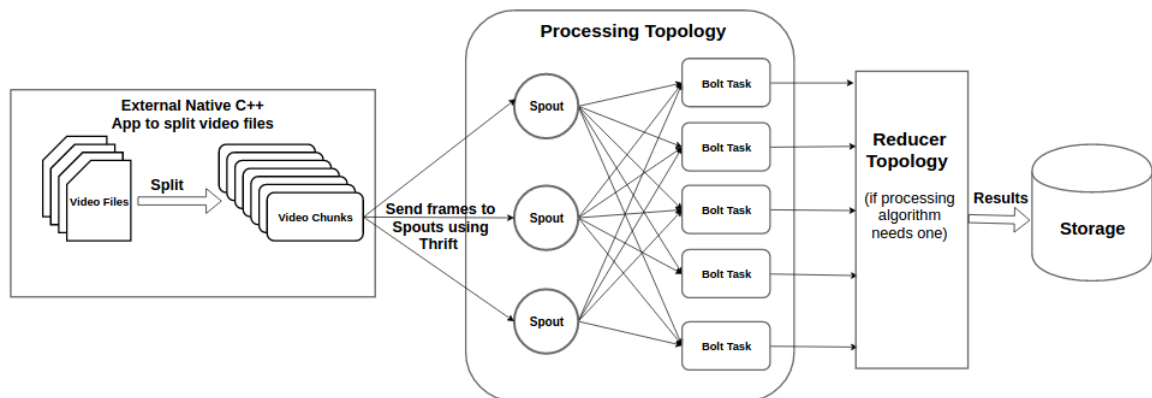 Processing Topology
External Native C++
App to split video files
Video Files
Split
Video Chunks
Send frames to
Spouts using
Thrift
Spout
Spout
Spout
Bolt Task
Bolt Task
Bolt Task
Bolt Task
Bolt Task
Reducer
Topology
(if processing
algorithm
needs one)
Results
Storage